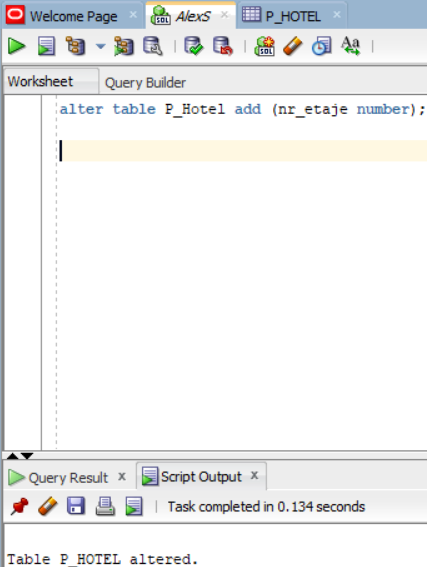 Welcome Page × AlexS × P_HOTEL ×
Worksheet Query Builder
alter table P_Hotel add (nr_etaje number);
Query Result x Script Output x
Task completed in 0.134 seconds
Table P_HOTEL altered.